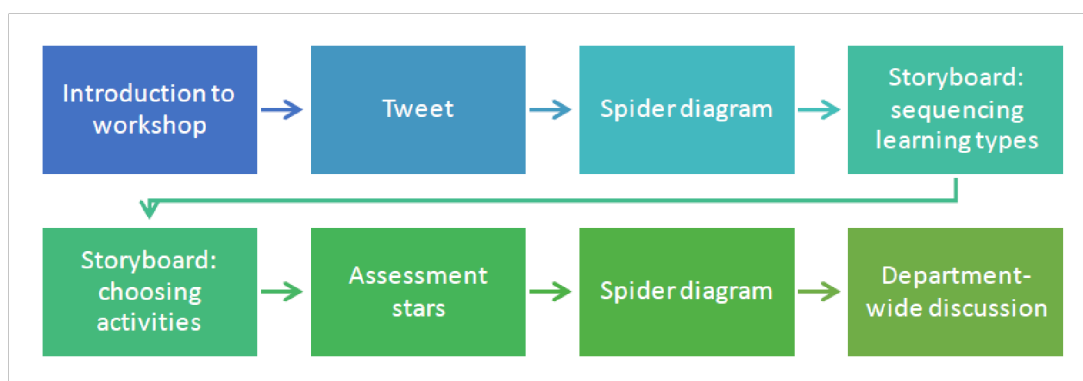 Introduction to
workshop
Tweet
Spider diagram
Storyboard:
sequencing
learning types
Storyboard:
choosing
activities
Assessment
stars
Spider diagram
Department-
wide discussion